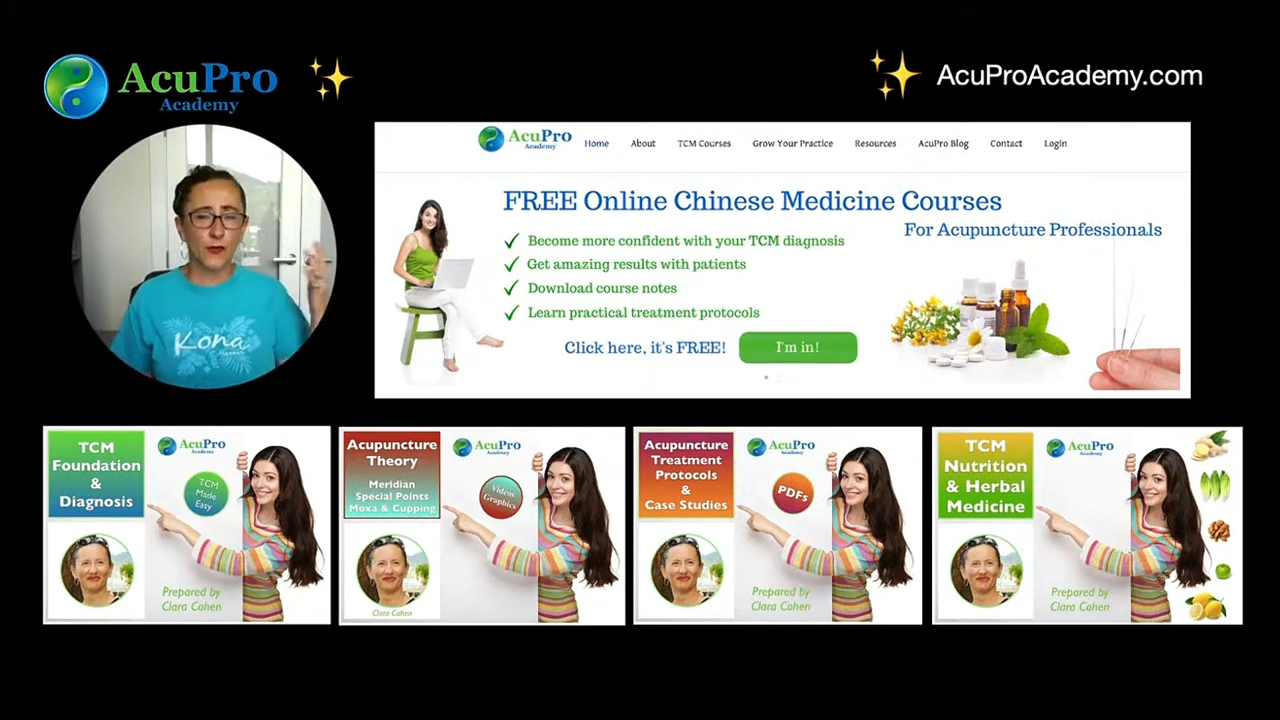 AcuPro
Academy
AcuProAcademy.com
AcuPro
Academy
Home About TCM Courses Grow Your Practice Resources AcuPro Blog Contact Login
FREE Online Chinese Medicine Courses
For Acupuncture Professionals
Become more confident with your TCM diagnosis
Get amazing results with patients
Download course notes
Learn practical treatment protocols
Click here, it's FREE! I'm in!
Kona
TCM
Foundation
&
Diagnosis
AcuPro
Academy
TCM
Made
Easy
Prepared by
Clara Cohen
Acupuncture
Theory
Meridian
Special Points
Moxa & Cupping
AcuPro
Academy
Videos
Graphics
Clara Cohen
Acupuncture
Treatment
Protocols
&
Case Studies
AcuPro
Academy
PDFs
Prepared by
Clara Cohen
TCM
Nutrition
& Herbal
Medicine
AcuPro
Academy
Prepared by
Clara Cohen